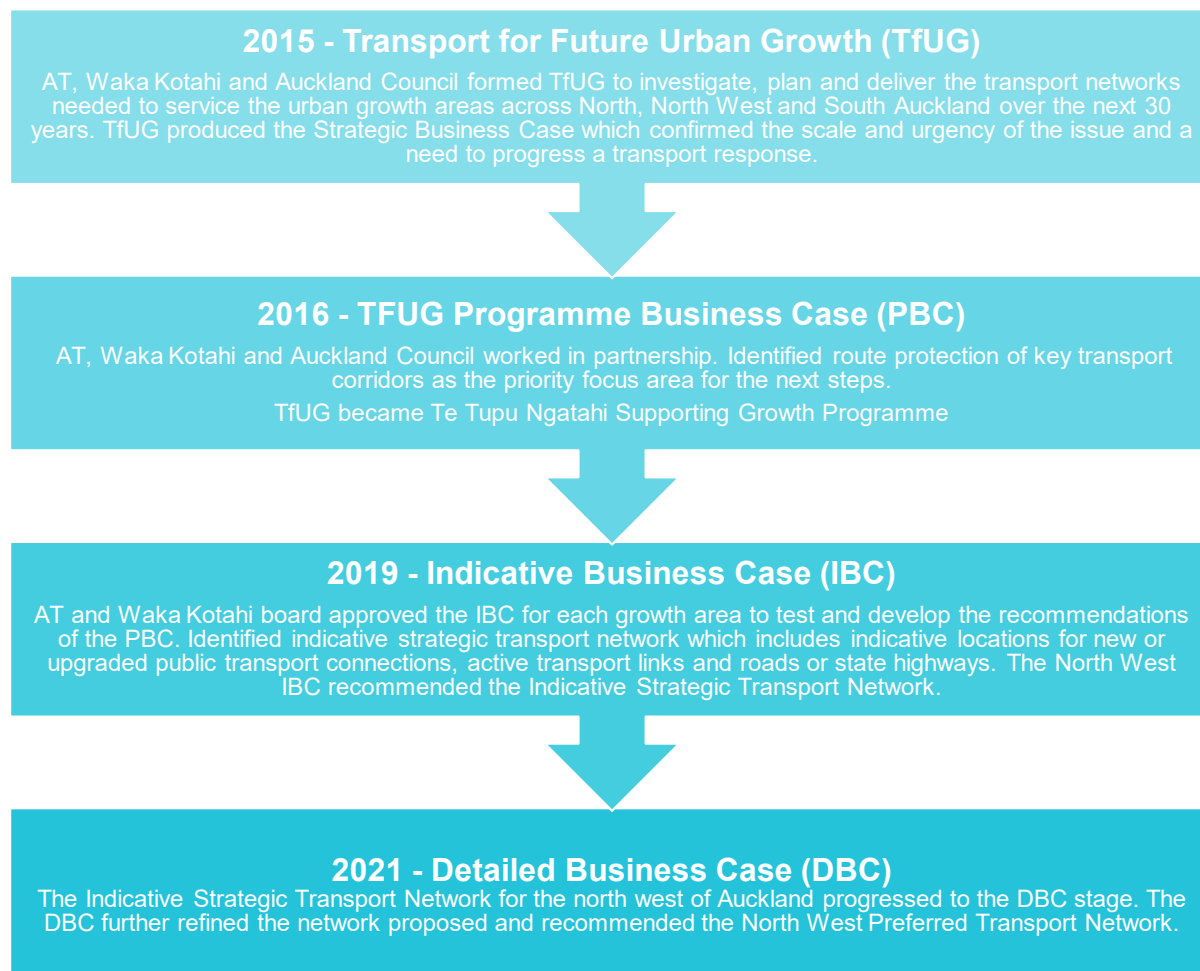 2015 - Transport for Future Urban Growth (TfUG)
AT, Waka Kotahi and Auckland Council formed TfUG to investigate, plan and deliver the transport networks
needed to service the urban growth areas across North, North West and South Auckland over the next 30
years. TfUG produced the Strategic Business Case which confirmed the scale and urgency of the issue and a
need to progress a transport response.
2016 - TFUG Programme Business Case (PBC)
AT, Waka Kotahi and Auckland Council worked in partnership. Identified route protection of key transport
corridors as the priority focus area for the next steps.
TfUG became Te Tupu Ngatahi Supporting Growth Programme
2019 - Indicative Business Case (IBC)
AT and Waka Kotahi board approved the IBC for each growth area to test and develop the recommendations
of the PBC. Identified indicative strategic transport network which includes indicative locations for new or
upgraded public transport connections, active transport links and roads or state highways. The North West
IBC recommended the Indicative Strategic Transport Network.
2021 - Detailed Business Case (DBC)
The Indicative Strategic Transport Network for the north west of Auckland progressed to the DBC stage. The
DBC further refined the network proposed and recommended the North West Preferred Transport Network.